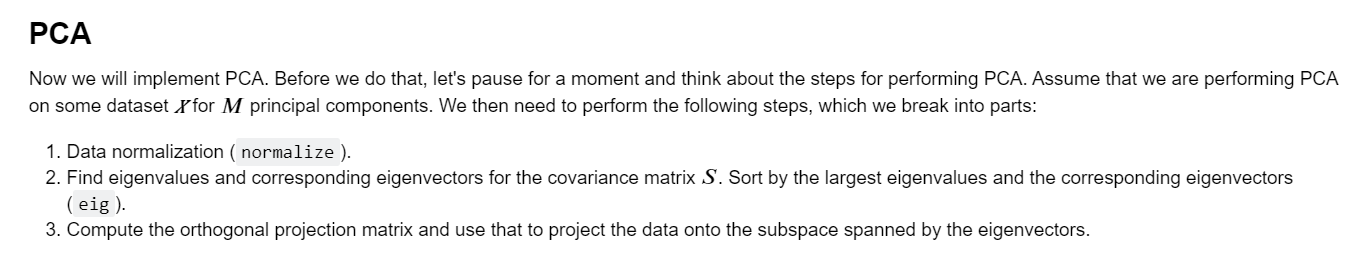 PCA
Now we will implement PCA. Before we do that, let's pause for a moment and think about the steps for performing PCA. Assume that we are performing PCA
on some dataset X for M principal components. We then need to perform the following steps, which we break into parts:
1. Data normalization ( normalize ).
2. Find eigenvalues and corresponding eigenvectors for the covariance matrix S. Sort by the largest eigenvalues and the corresponding eigenvectors
( eig ).
3. Compute the orthogonal projection matrix and use that to project the data onto the subspace spanned by the eigenvectors.